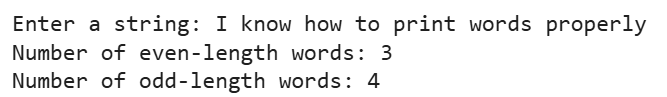 Enter a string: I know how to print words properly
Number of even-length words: 3
Number of odd-length words: 4